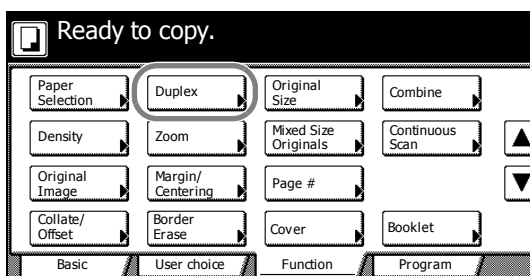 Ready to copy.
Paper
Selection
Duplex
Original
Size
Combine
Density
Zoom
Mixed Size
Originals
Continuous
Scan
Original
Image
Margin/
Centering
Page #
Collate/
Offset
Border
Erase
Cover
Booklet
Basic
User choice
Function
Program